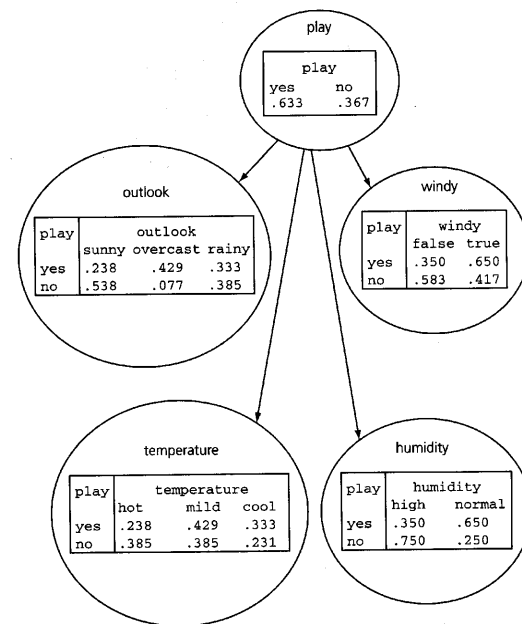 play
play
yes no
.633 .367
outlook
play outlook
sunny overcast rainy
yes .238 .429 .333
no .538 .077 .385
windy
play windy
false true
yes .350 .650
no .583 .417
temperature
play temperature
hot mild cool
yes .238 .429 .333
no .385 .385 .231
humidity
play humidity
high normal
yes .350 .650
no .750 .250